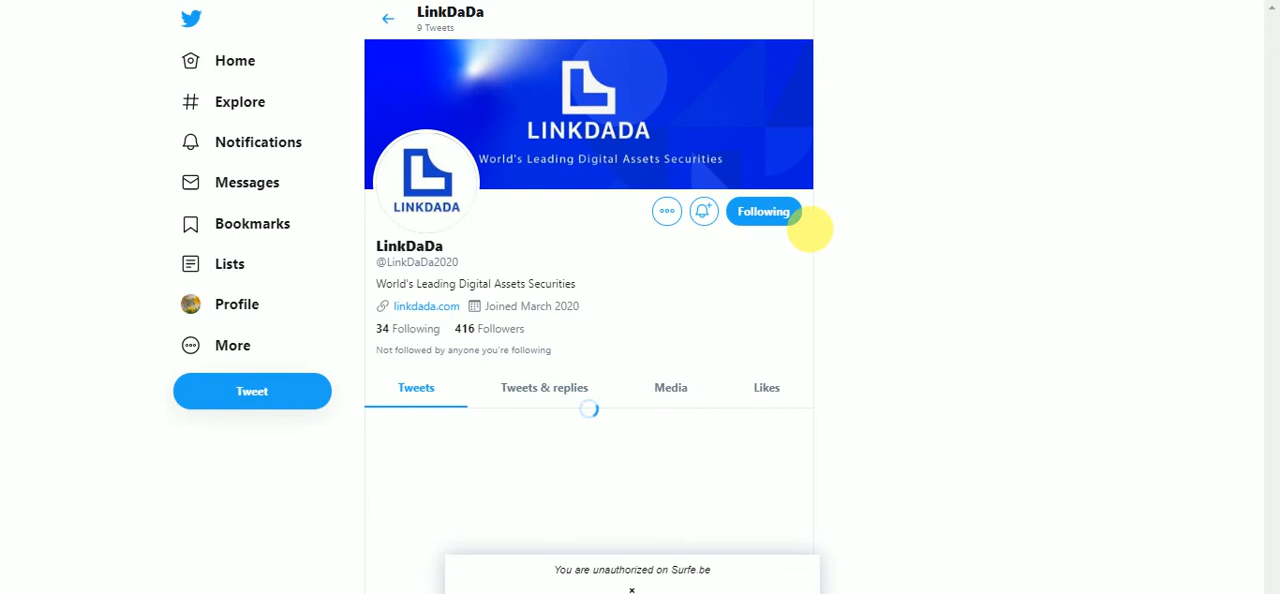 LinkDaDa
9 Tweets
Home
Explore
Notifications
Messages
Bookmarks
Lists
Profile
More
Tweet
LINKDADA
World's Leading Digital Assets Securities
LINKDADA
Following
LinkDaDa
@LinkDaDa2020
World's Leading Digital Assets Securities
linkdada.com Joined March 2020
34 Following 416 Followers
Not followed by anyone you're following
Tweets Tweets & replies Media Likes
You are unauthorized on Surfe.be
×